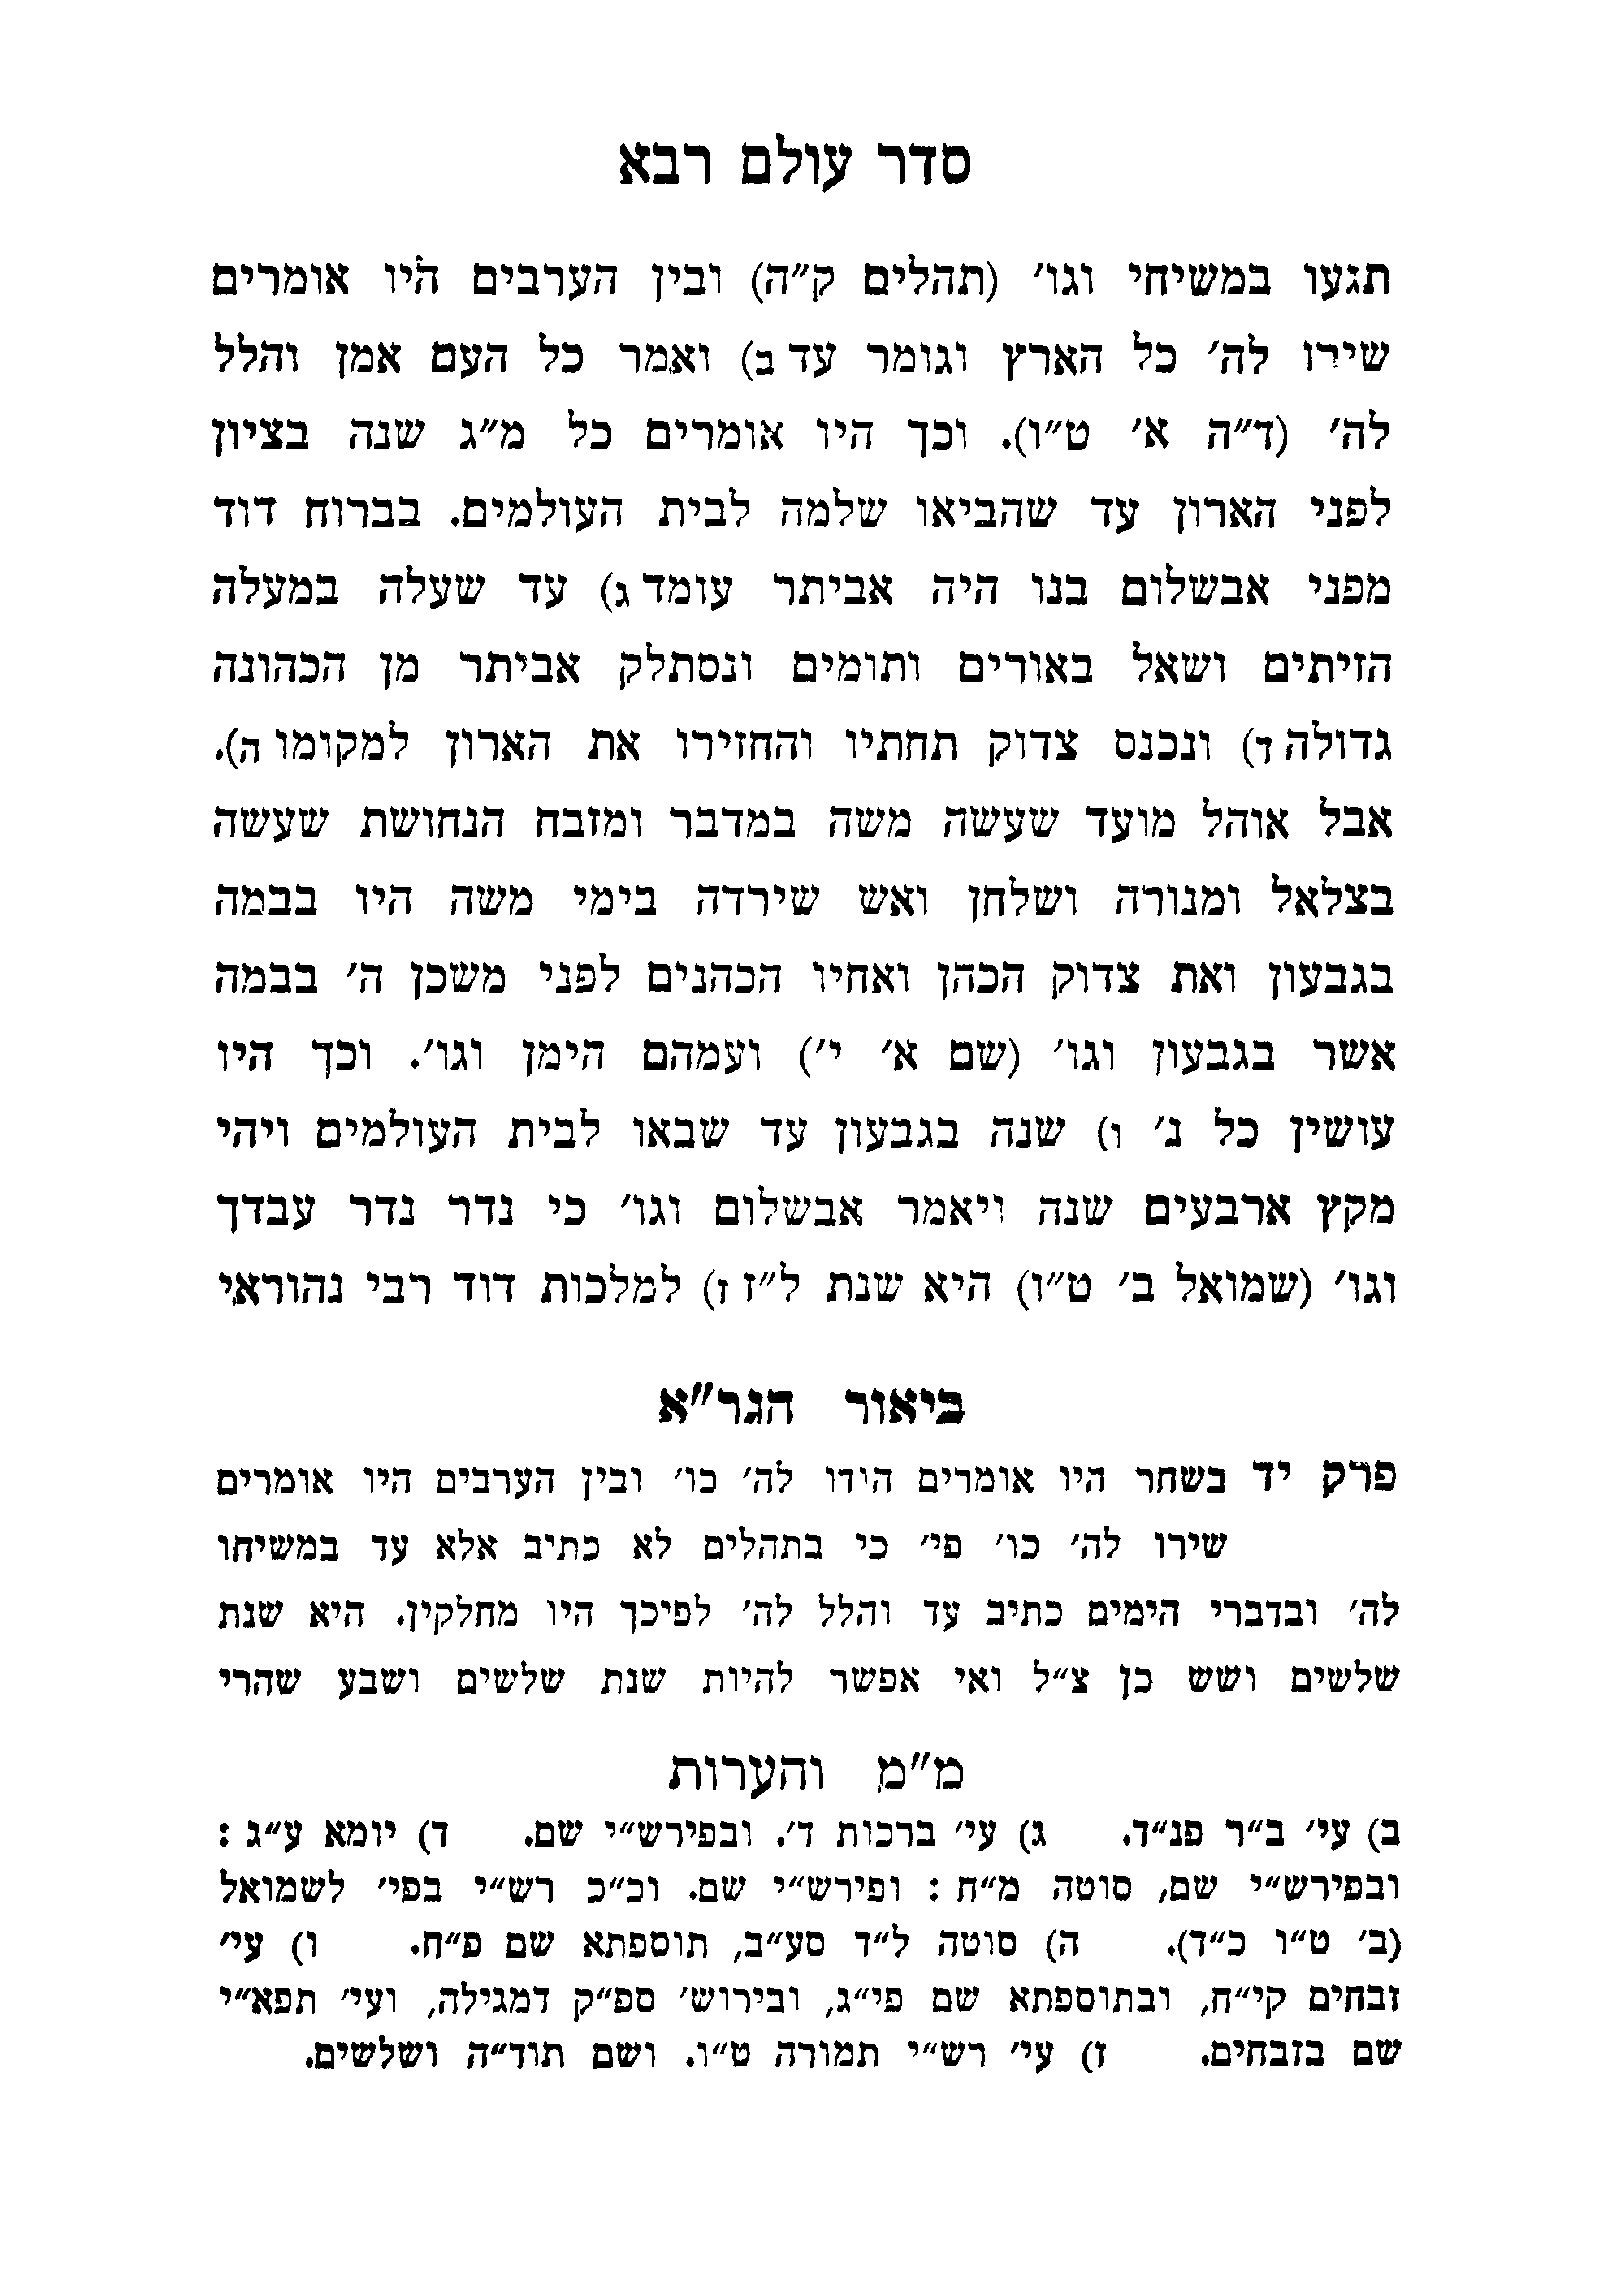 סדר עולם רבא
תגעו במשיחי וגו׳ (תהלים ק״ה) ובין הערבים היו אומרים
שירו לה׳ כל הארץ וגומר עד ב) ואמר כל העם אמן והלל
לה׳ (ד״ה א׳ ט״ו). וכך היו אומרים כל מ״ג שנה בציון
לפני הארון עד שהביאו שלמה לבית העולמים. בברוח דוד
מפני אבשלום בנו היה אביתר עומד ג) עד שעלה במעלה
הזיתים ושאל באורים ותומים ונסתלק אביתר מן הכהונה
גדולה ד) ונכנס צדוק תחתיו והחזירו את הארון למקומו ה).
אבל אוהל מועד שעשה משה במדבר ומזבח הנחושת שעשה
בצלאל ומנורה ושלחן ואש שירדה בימי משה היו בבמה
בגבעון ואת צדוק הכהן ואחיו הכהנים לפני משכן ה׳ בבמה
אשר בגבעון וגו׳ (שם א׳ י׳) ועמהם הימן וגו׳. וכך היו
עושין כל נ׳ ו) שנה בגבעון עד שבאו לבית העולמים ויהי
מקץ ארבעים שנה ויאמר אבשלום וגו׳ כי נדר נדר עבדך
וגו׳ (שמואל ב׳ ט״ו) היא שנת ל״ז ז) למלכות דוד רבי נהוראי
ביאור הגר״א
פרק יד בשחר היו אומרים הודו לה׳ כו׳ ובין הערבים היו אומרים
שירו לה׳ כו׳ פי׳ כי בתהלים לא כתיב אלא עד במשיחו
לה׳ ובדברי הימים כתיב עד והלל לה׳ לפיכך היו מחלקין. היא שנת
שלשים ושש כן צ״ל ואי אפשר להיות שנת שלשים ושבע שהרי
מ״מ והערות
ב) עי׳ ב״ר פנ״ד. ג) עי׳ ברכות ד׳. ובפירש״י שם. ד) יומא ע״ג :
ובפירש״י שם, סוטה מ״ח : ופירש״י שם. וכ״כ רש״י בפי׳ לשמואל
(ב׳ ט״ו כ״ד). ה) סוטה ל״ד סע״ב, תוספתא שם פ״ח. ו) עי׳
זבחים קי״ח, ובתוספתא שם פי״ג, ובירוש׳ ספ״ק דמגילה, ועי׳ תפא״י
שם בזבחים. ז) עי׳ רש״י תמורה ט״ו. ושם תוד״ה ושלשים.